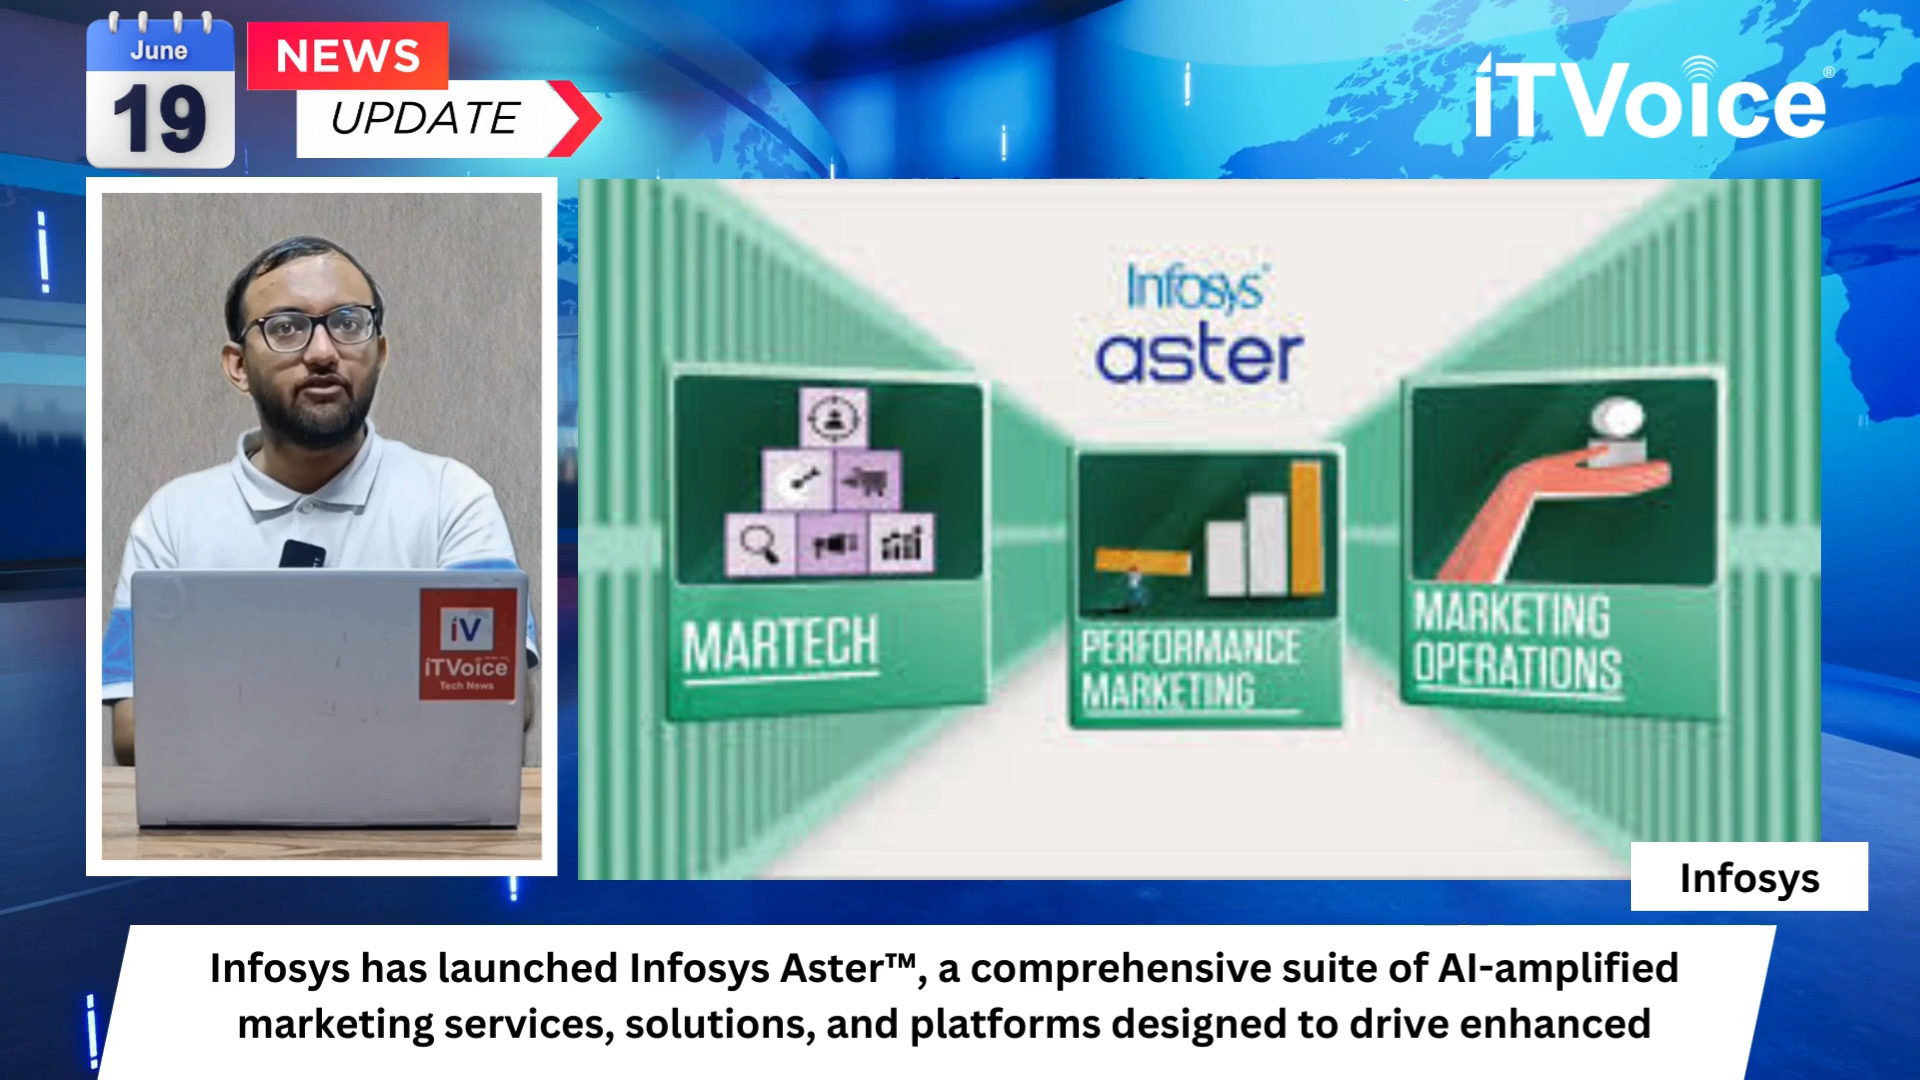 June
19
NEWS
UPDATE
iTVoice®
iV
iTVoice
Tech News
Infosys®
aster
MARTECH
PERFORMANCE
MARKETING
MARKETING
OPERATIONS
Infosys
Infosys has launched Infosys Aster™, a comprehensive suite of AI-amplified
marketing services, solutions, and platforms designed to drive enhanced